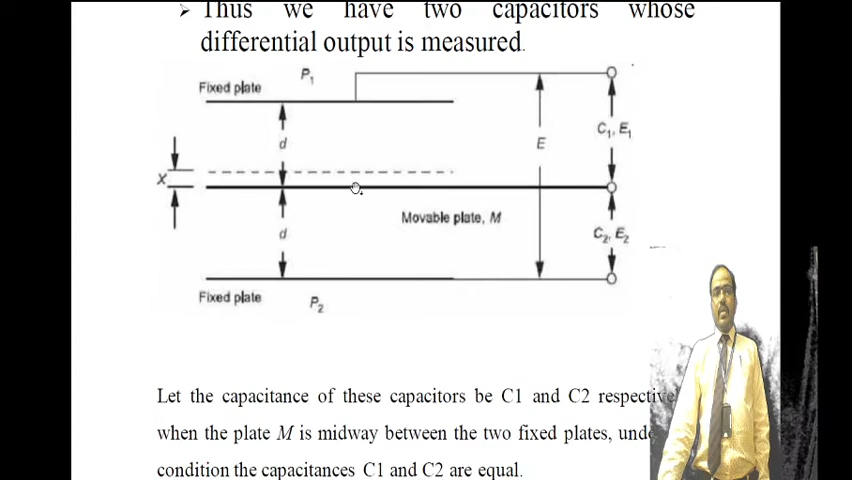 ➢ Thus we have two capacitors whose
differential output is measured.
P1
Fixed plate
C1, E1
d
E
x
Movable plate, M
d
C2, E2
Fixed plate
P2
Let the capacitance of these capacitors be C1 and C2
when the plate M is midway between the two fixed plates,
condition the capacitances C1 and C2 are equal.